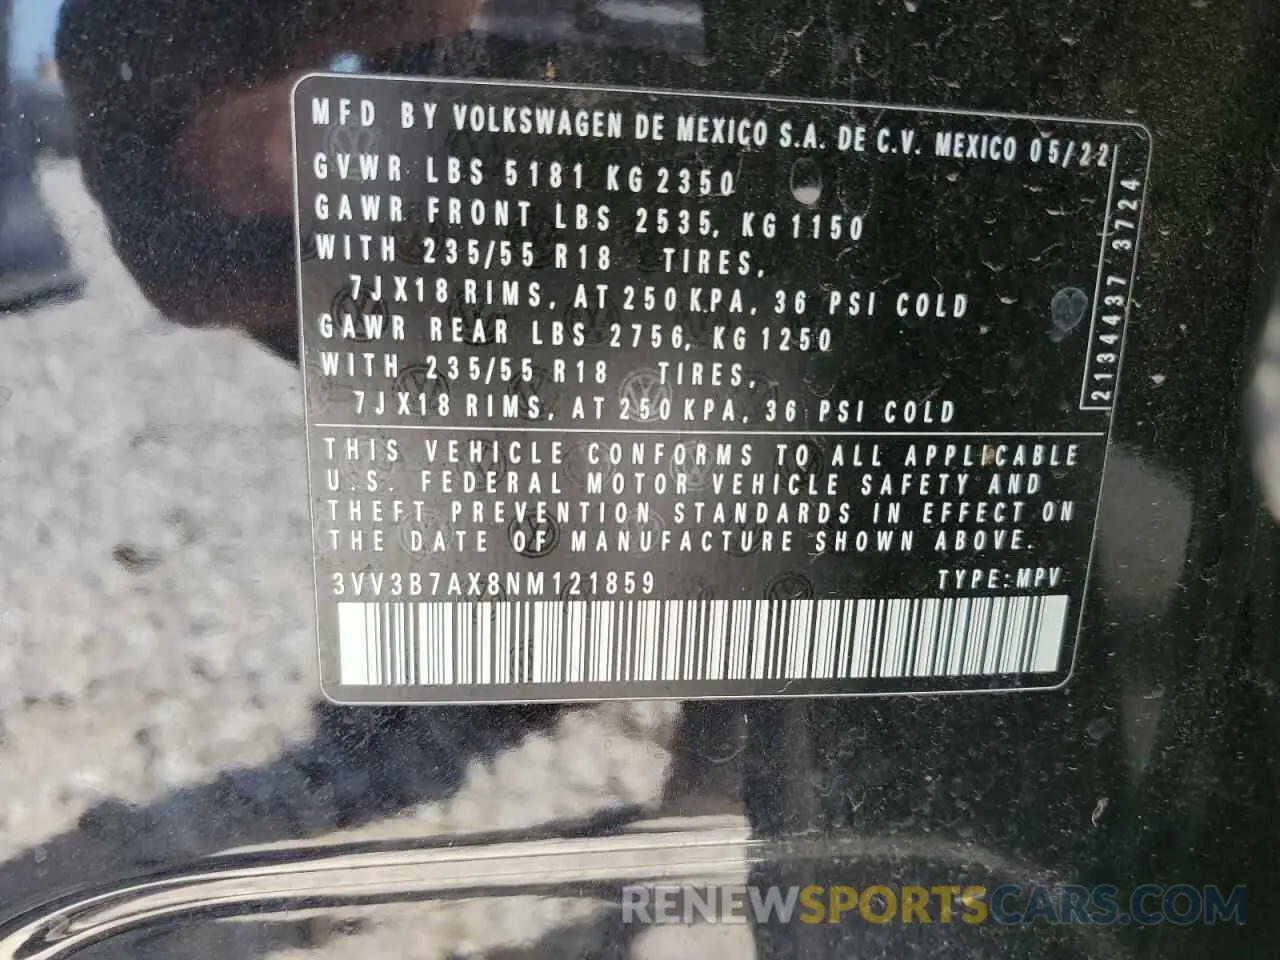 MFD BY VOLKSWAGEN DE MEXICO S.A. DE C.V. MEXICO 05/22
GVWR LBS 5181 KG 2350
GAWR FRONT LBS 2535, KG 1150
WITH 235/55 R18 TIRES,
7JX18 RIMS, AT 250 KPA, 36 PSI COLD
GAWR REAR LBS 2756, KG 1250
WITH 235/55 R18 TIRES,
7JX18 RIMS, AT 250 KPA, 36 PSI COLD
2134437 3724
THIS VEHICLE CONFORMS TO ALL APPLICABLE
U.S. FEDERAL MOTOR VEHICLE SAFETY AND
THEFT PREVENTION STANDARDS IN EFFECT ON
THE DATE OF MANUFACTURE SHOWN ABOVE.
3VV3B7AX8NM121859 TYPE:MPV
RENEWSPORTSCARS.COM